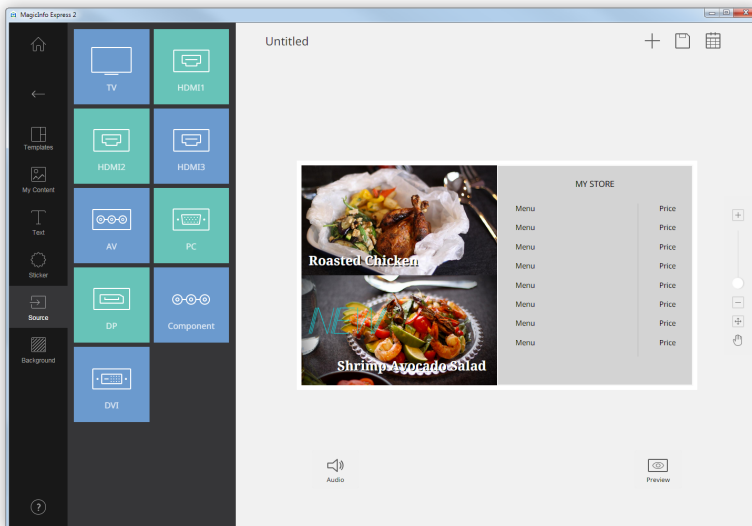 MagicInfo Express 2
Untitled
TV
HDMI1
Templates
HDMI2
HDMI3
My Content
Text
AV
PC
Sticker
Source
DP
Component
Background
DVI
MY STORE
Menu Price
Menu Price
Menu Price
Menu Price
Menu Price
Menu Price
Menu Price
Menu Price
Roasted Chicken
NEW
Shrimp Avocado Salad
Audio
Preview
?